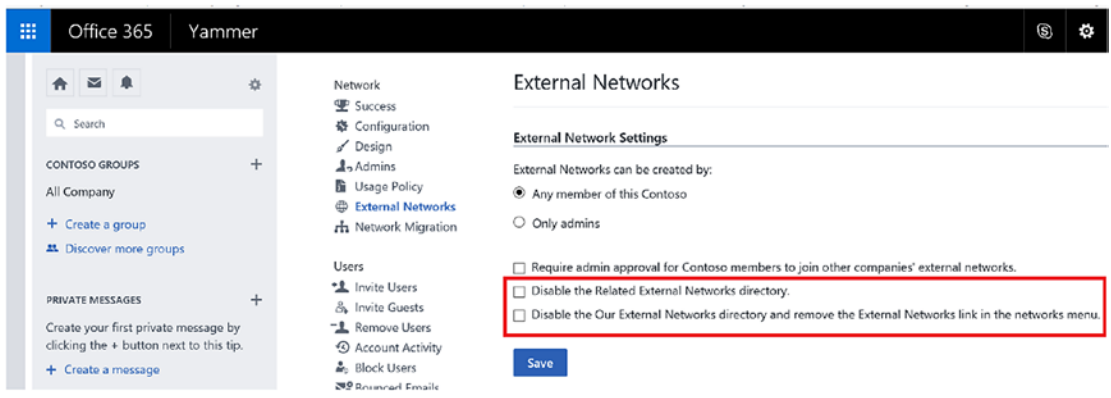 Office 365
Yammer
Search
CONTOSO GROUPS
All Company
+ Create a group
Discover more groups
PRIVATE MESSAGES
Create your first private message by
clicking the + button next to this tip.
+ Create a message
Network
Success
Configuration
Design
Admins
Usage Policy
External Networks
Network Migration
Users
Invite Users
Invite Guests
Remove Users
Account Activity
Block Users
Bounced Emails
External Networks
External Network Settings
External Networks can be created by:
Any member of this Contoso
Only admins
Require admin approval for Contoso members to join other companies' external networks.
Disable the Related External Networks directory.
Disable the Our External Networks directory and remove the External Networks link in the networks menu.
Save